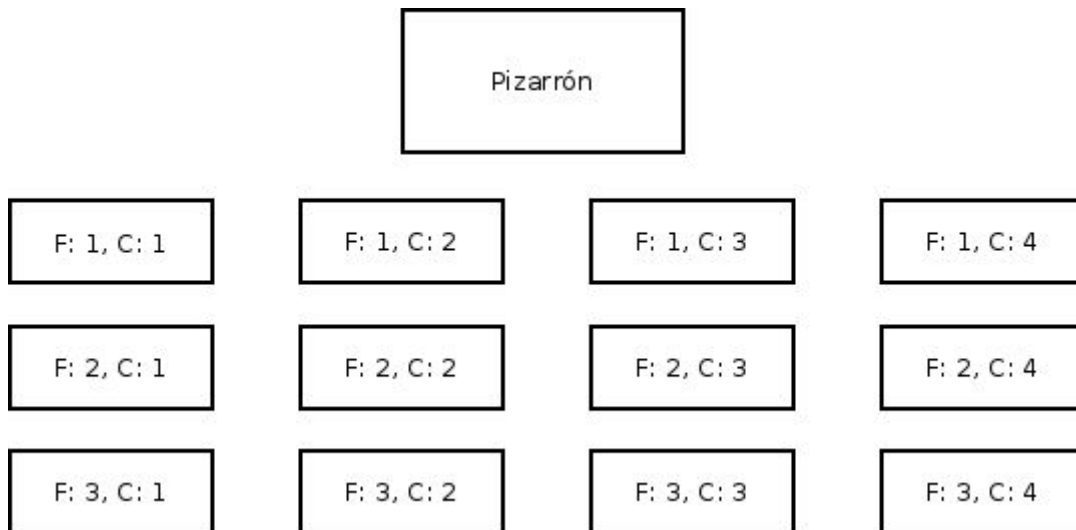 Pizarrón
F: 1, C: 1 F: 1, C: 2 F: 1, C: 3 F: 1, C: 4
F: 2, C: 1 F: 2, C: 2 F: 2, C: 3 F: 2, C: 4
F: 3, C: 1 F: 3, C: 2 F: 3, C: 3 F: 3, C: 4